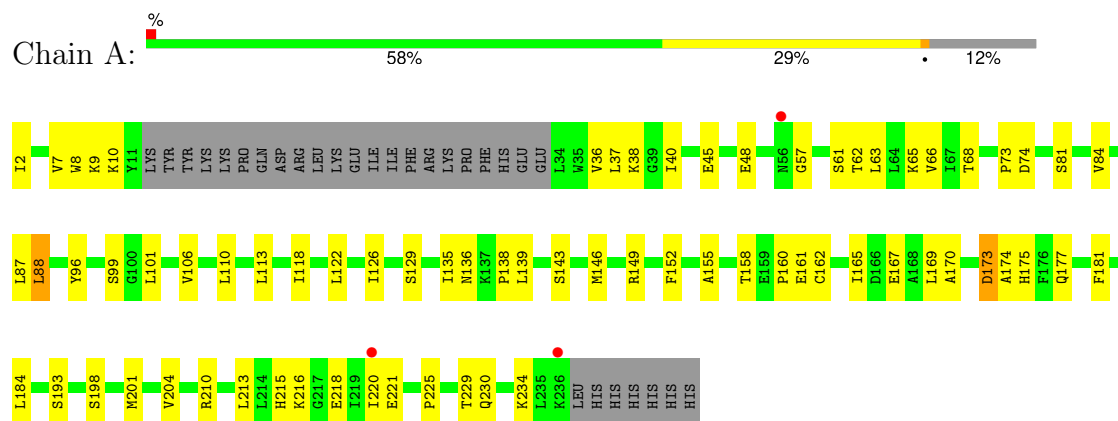 %
Chain A:
58% 29% • 12%
I2 V7 W8 K9 K10 Y11 LYS TYR TYR LYS LYS PRO GLN ASP ARG LEU LYS GLU ILE ILE PHE ARG LYS PRO PHE HIS GLU GLU L34 W35 V36 L37 K38 G39 I40 E45 E48 N56 G57 S61 T62 L63 L64 K65 V66 I67 T68 P73 D74 S81 V84
L87 L88 Y96 S99 G100 L101 V106 L110 L113 I118 L122 I126 S129 I135 N136 K137 P138 L139 S143 M146 R149 F152 A155 T158 E159 P160 E161 C162 I165 D166 E167 A168 L169 A170 D173 A174 H175 F176 Q177 F181
L184 S193 S198 M201 V204 R210 L213 L214 H215 K216 G217 E218 I219 I220 E221 P225 T229 Q230 K234 L235 K236 LEU HIS HIS HIS HIS HIS HIS